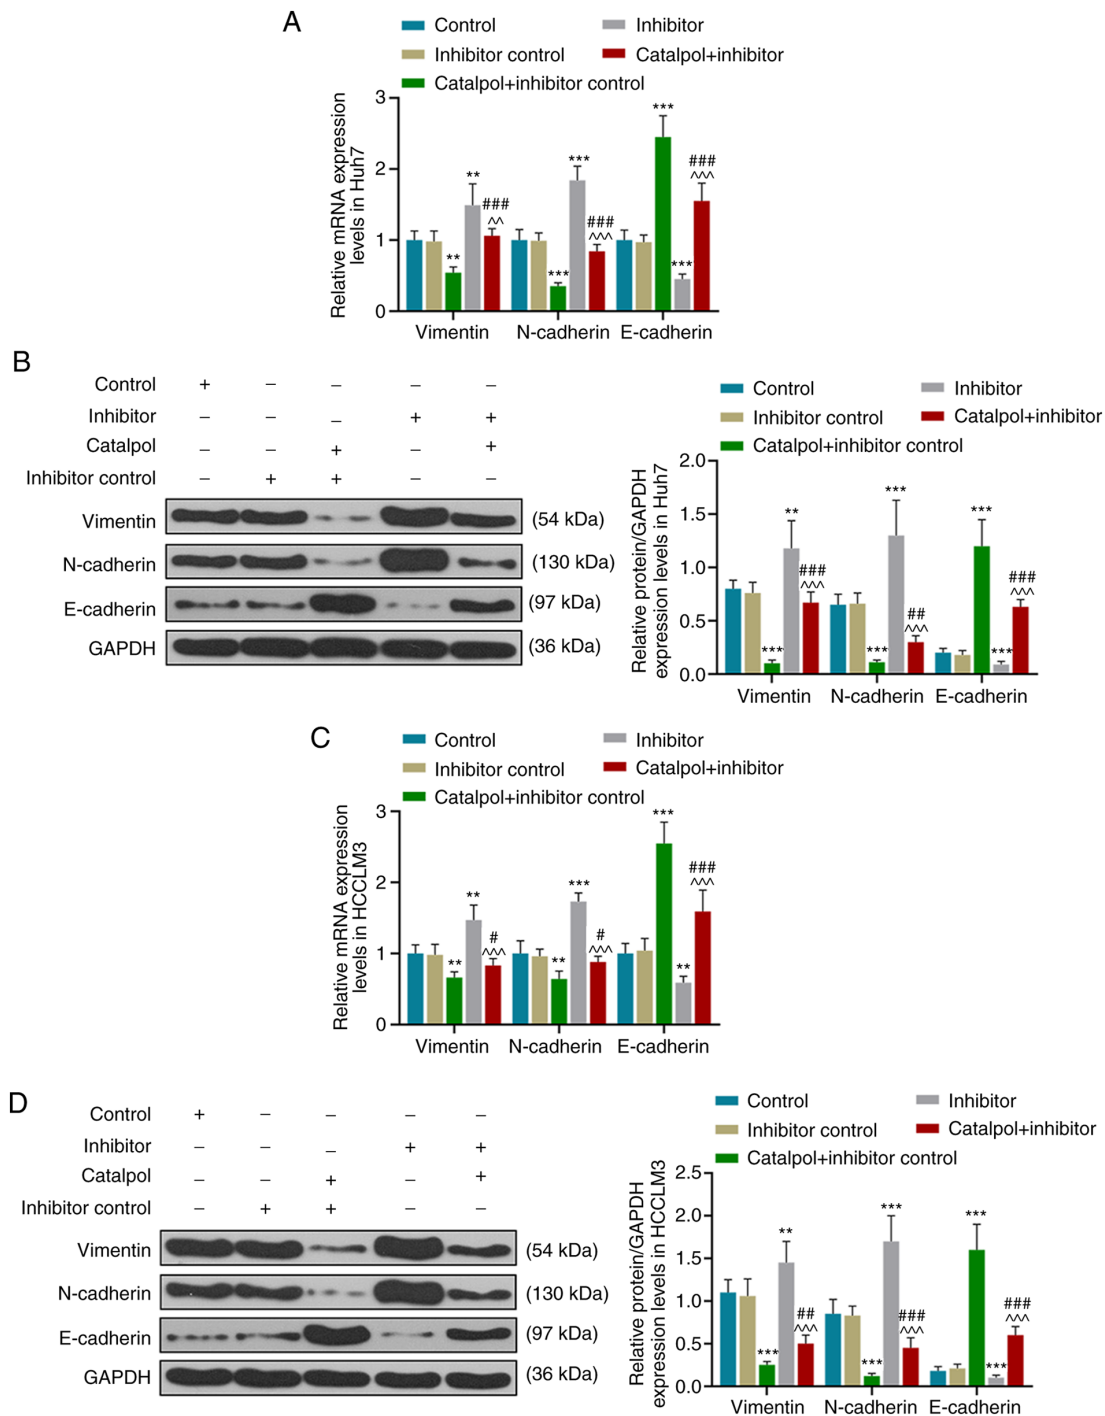 A
Control
Inhibitor
Inhibitor control
Catalpol+inhibitor
Catalpol+inhibitor control
Relative mRNA expression
levels in Huh7
3
2
1
0
**
**
###
^^
***
***
###
^^^
***
***
###
^^^
Vimentin
N-cadherin
E-cadherin
B
Control + – – – –
Inhibitor – – – + +
Catalpol – – + – +
Inhibitor control – + + – –
Vimentin (54 kDa)
N-cadherin (130 kDa)
E-cadherin (97 kDa)
GAPDH (36 kDa)
Control
Inhibitor
Inhibitor control
Catalpol+inhibitor
Catalpol+inhibitor control
Relative protein/GAPDH
expression levels in Huh7
2.0
1.5
1.0
0.5
0.0
***
**
###
^^^
***
***
##
^^^
***
***
###
^^^
Vimentin
N-cadherin
E-cadherin
C
Control
Inhibitor
Inhibitor control
Catalpol+inhibitor
Catalpol+inhibitor control
Relative mRNA expression
levels in HCCLM3
3
2
1
0
**
**
#
^^^
**
***
#
^^^
***
**
###
^^^
Vimentin
N-cadherin
E-cadherin
D
Control + – – – –
Inhibitor – – – + +
Catalpol – – + – +
Inhibitor control – + + – –
Vimentin (54 kDa)
N-cadherin (130 kDa)
E-cadherin (97 kDa)
GAPDH (36 kDa)
Control
Inhibitor
Inhibitor control
Catalpol+inhibitor
Catalpol+inhibitor control
Relative protein/GAPDH
expression levels in HCCLM3
2.5
2.0
1.5
1.0
0.5
0.0
***
**
##
^^^
***
***
###
^^^
***
***
###
^^^
Vimentin
N-cadherin
E-cadherin